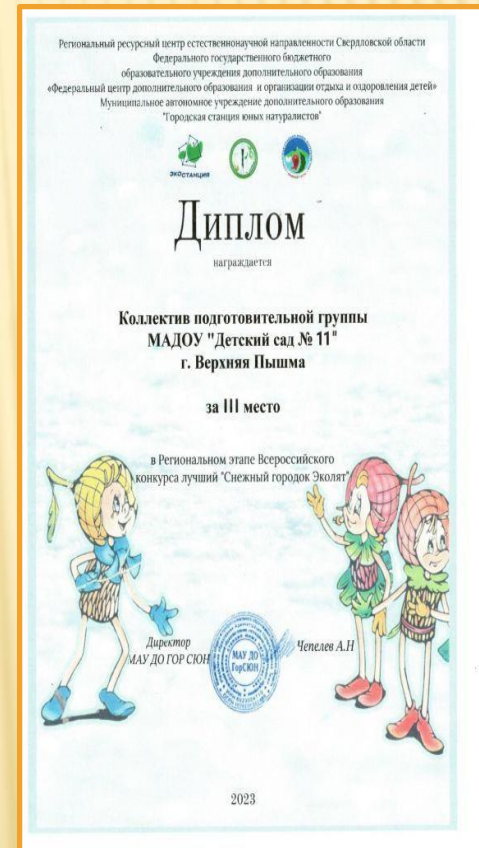 Региональный ресурсный центр естественнонаучной направленности Свердловской области
Федерального государственного бюджетного
образовательного учреждения дополнительного образования
«Федеральный центр дополнительного образования и организации отдыха и оздоровления детей»
Муниципальное автономное учреждение дополнительного образования
"Городская станция юных натуралистов"
ЭКОСТАНЦИЯ
Диплом
награждается
Коллектив подготовительной группы
МАДОУ "Детский сад № 11"
г. Верхняя Пышма
за III место
в Региональном этапе Всероссийского
конкурса лучший "Снежный городок Эколят"
Директор
МАУ ДО ГОР СЮН
МАУ ДО
ГорСЮН
Чепелев А.Н
2023